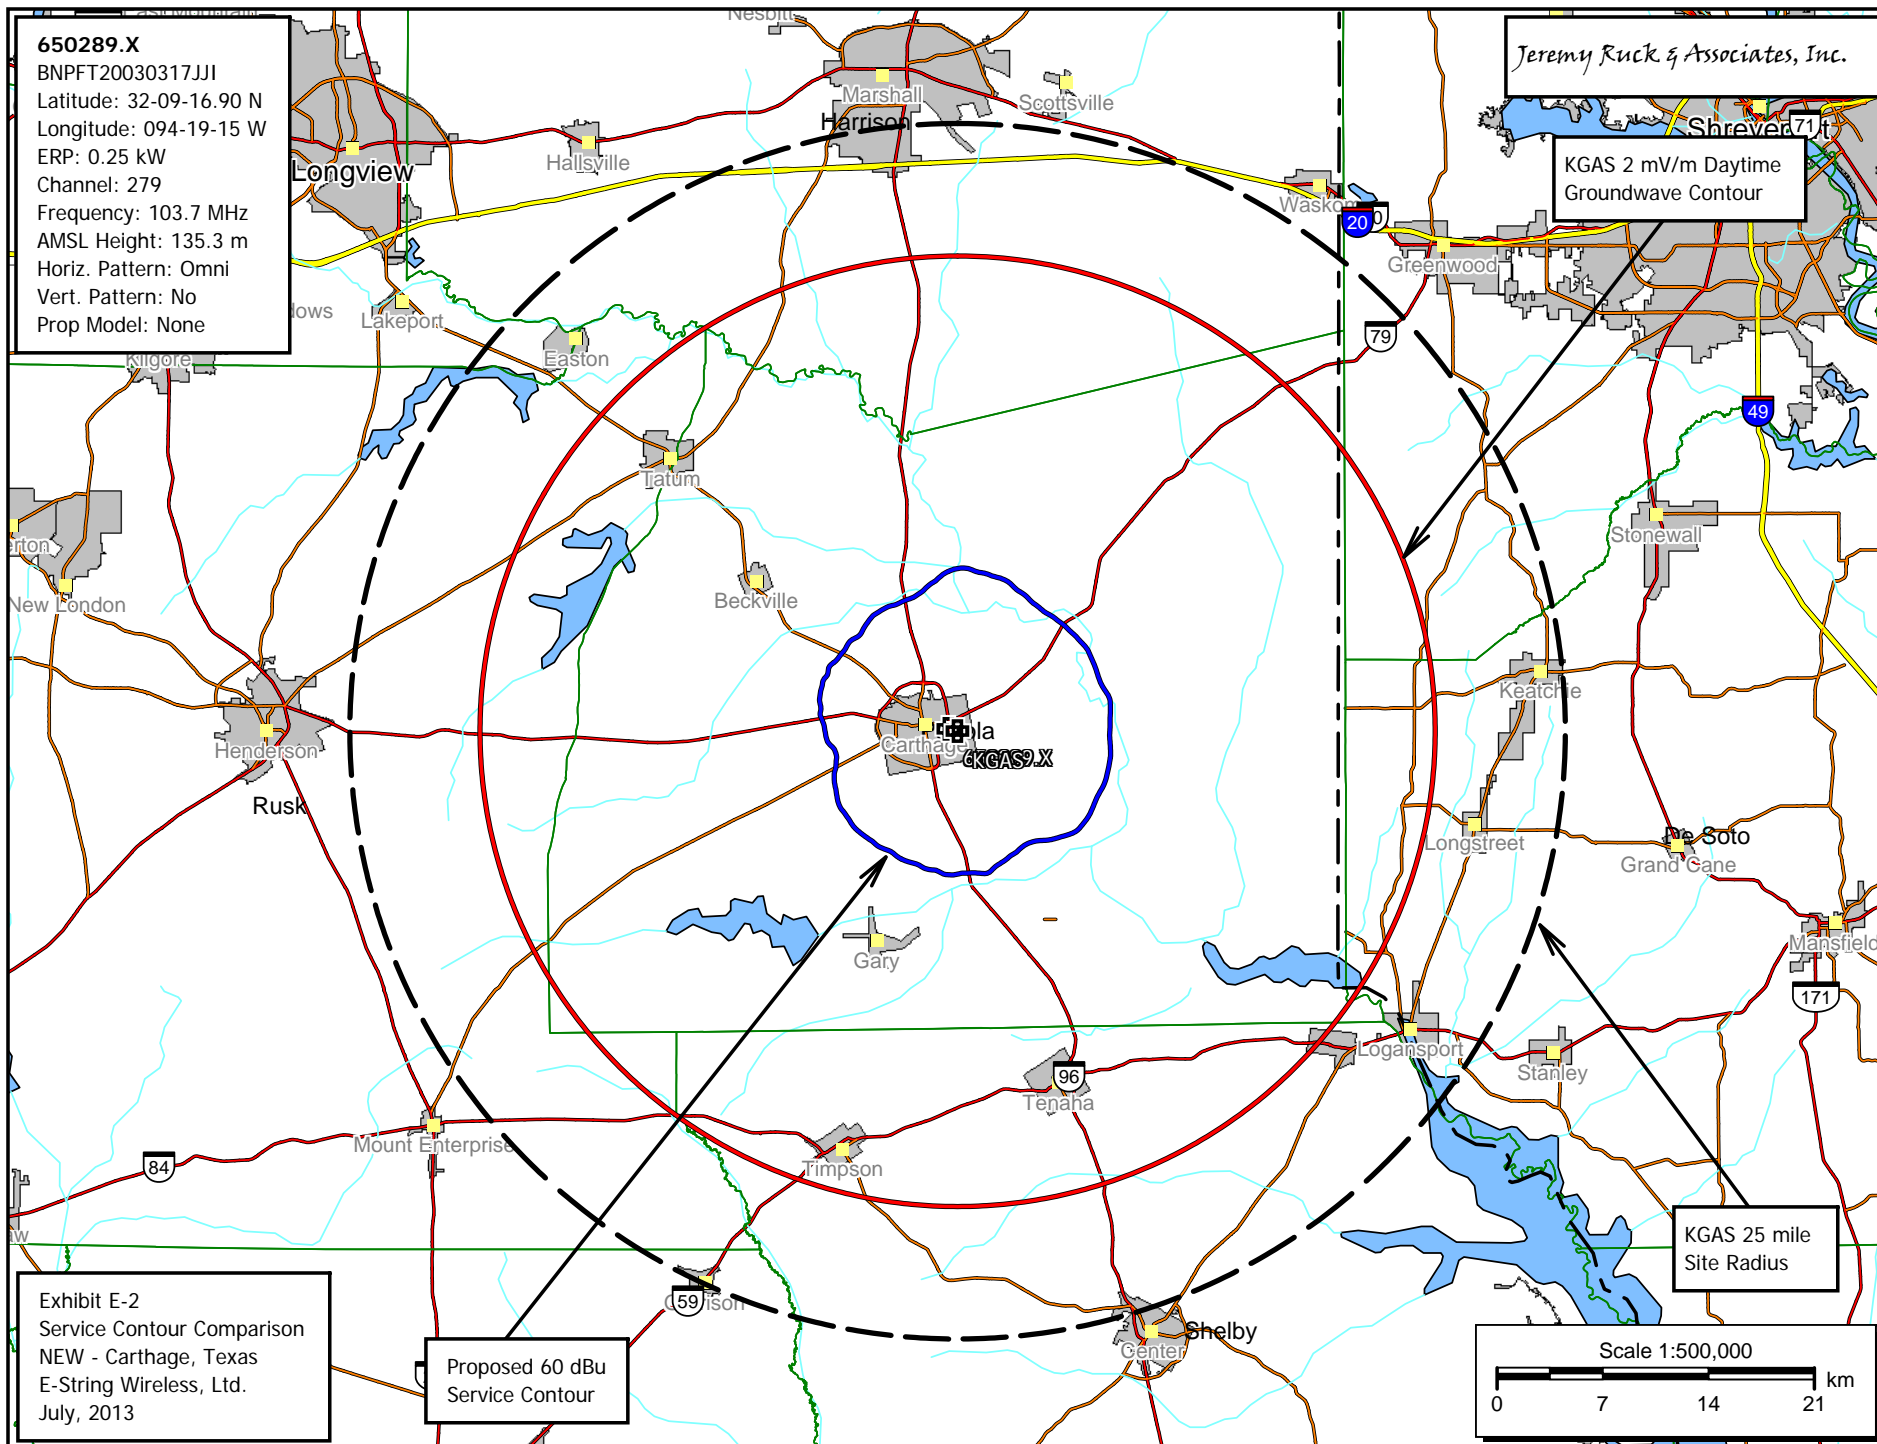 650289.X
BNPFT20030317JJI
Latitude: 32-09-16.90 N
Longitude: 094-19-15 W
ERP: 0.25 kW
Channel: 279
Frequency: 103.7 MHz
AMSL Height: 135.3 m
Horiz. Pattern: Omni
Vert. Pattern: No
Prop Model: None
Jeremy Ruck & Associates, Inc.
Nesbitt
Marshall
Scottsville
Harrison
Hallsville
Longview
71
KGAS 2 mV/m Daytime
Groundwave Contour
Waskom
20
Greenwood
Lakeport
79
Easton
Kilgore
49
Tatum
Stonewall
New London
Beckville
Keatchie
Henderson
Carthage
KGAS
Rusk
Longstreet
De Soto
Grand Cane
Gary
Mansfield
171
Logansport
Stanley
96
Tenaha
Mount Enterprise
84
Timpson
KGAS 25 mile
Site Radius
59
Shelby
Center
Exhibit E-2
Service Contour Comparison
NEW - Carthage, Texas
E-String Wireless, Ltd.
July, 2013
Proposed 60 dBu
Service Contour
Scale 1:500,000
km
0 7 14 21